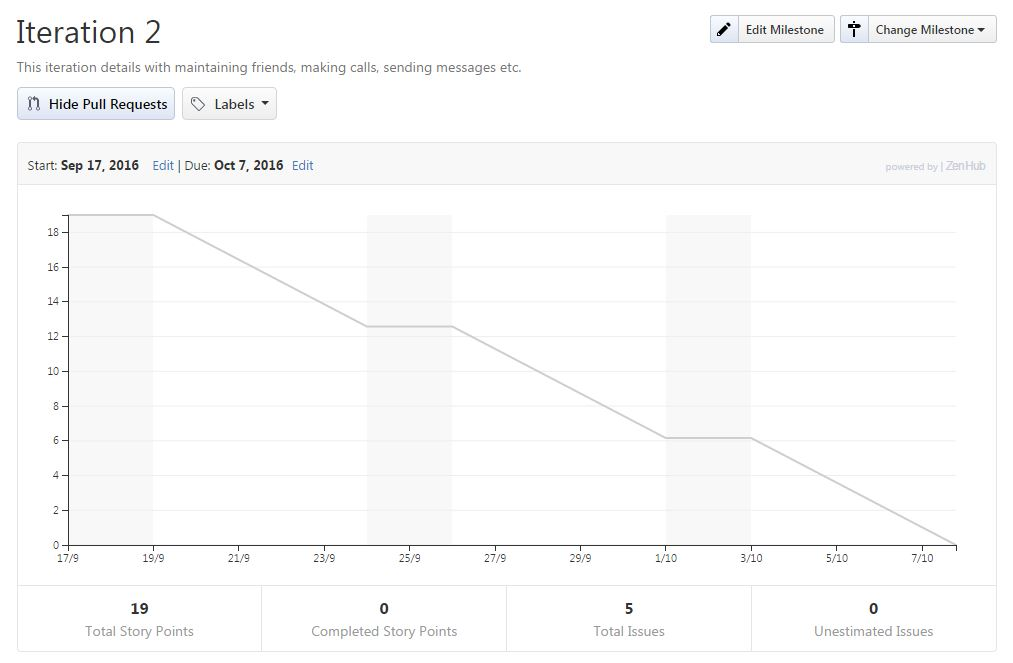 Iteration 2
Edit Milestone
Change Milestone
This iteration details with maintaining friends, making calls, sending messages etc.
Hide Pull Requests
Labels
Start: Sep 17, 2016 Edit | Due: Oct 7, 2016 Edit
powered by | ZenHub
18
16
14
12
10
8
6
4
2
0
17/9 19/9 21/9 23/9 25/9 27/9 29/9 1/10 3/10 5/10 7/10
19 0 5 0
Total Story Points Completed Story Points Total Issues Unestimated Issues